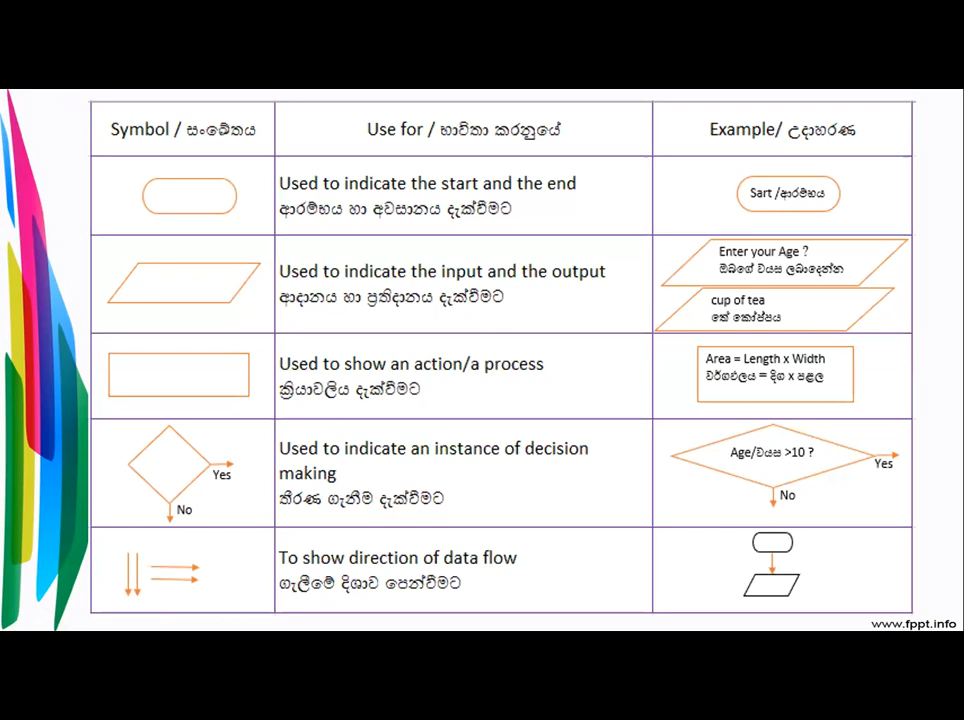 Symbol / සංඛේතය
Use for / භාවිතා කරනුයේ
Example/ උදාහරණ
Used to indicate the start and the end
ආරම්භය හා අවසානය දැක්වීමට
Sart /ආරම්භය
Used to indicate the input and the output
ආදානය හා ප්‍රතිදානය දැක්වීමට
Enter your Age ?
ඔබගේ වයස ලබාදෙන්න
cup of tea
තේ කෝප්පය
Used to show an action/a process
ක්‍රියාවලිය දැක්වීමට
Area = Length x Width
වර්ගඵලය = දිග x පළල
Yes
No
Used to indicate an instance of decision
making
තීරණ ගැනීම දැක්වීමට
Age/වයස >10 ?
Yes
No
To show direction of data flow
ගැලීමේ දිශාව පෙන්වීමට
www.fppt.info